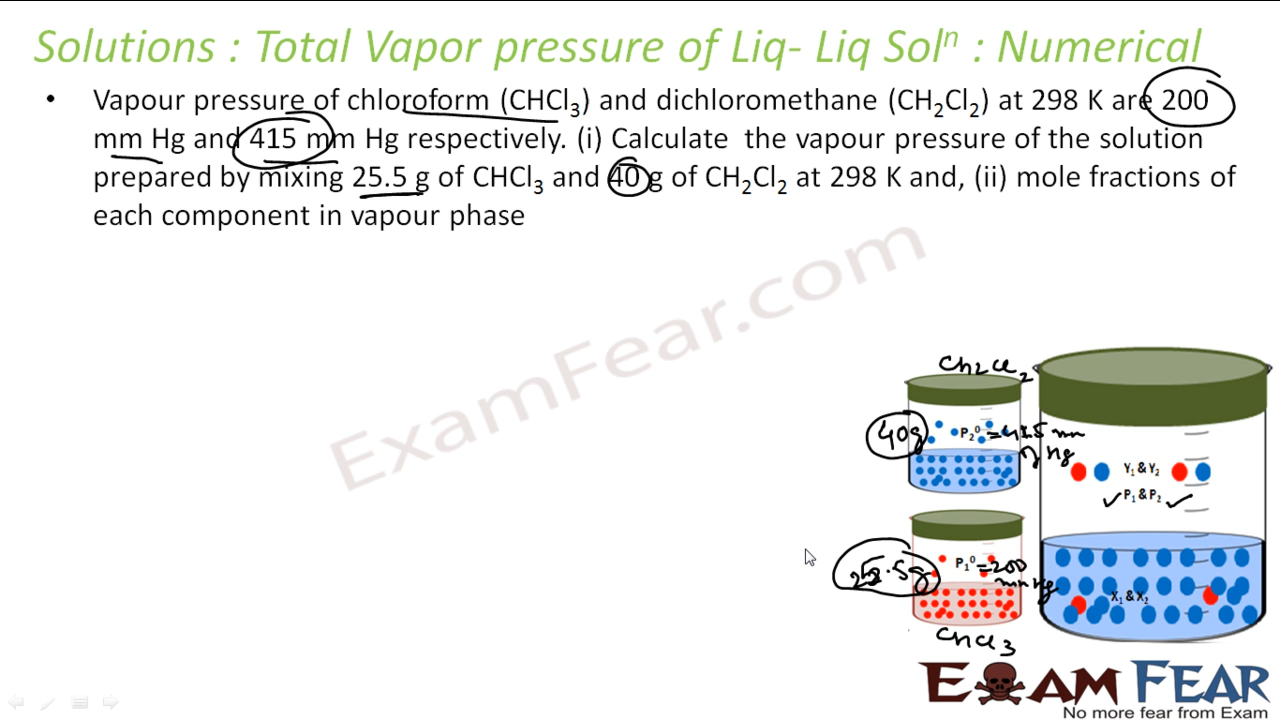 Solutions : Total Vapor pressure of Liq- Liq Solⁿ : Numerical
• Vapour pressure of chloroform (CHCl₃) and dichloromethane (CH₂Cl₂) at 298 K are 200
mm Hg and 415 mm Hg respectively. (i) Calculate the vapour pressure of the solution
prepared by mixing 25.5 g of CHCl₃ and 40 g of CH₂Cl₂ at 298 K and, (ii) mole fractions of
each component in vapour phase
ExamFear.com
CH₂Cl₂
40g
P₂⁰ = 415 mm
of Hg
Y₁ & Y₂
P₁ & P₂
25.5g
P₁⁰ = 200
mm Hg
X₁ & X₂
CHCl₃
EXAM FEAR
No more fear from Exam